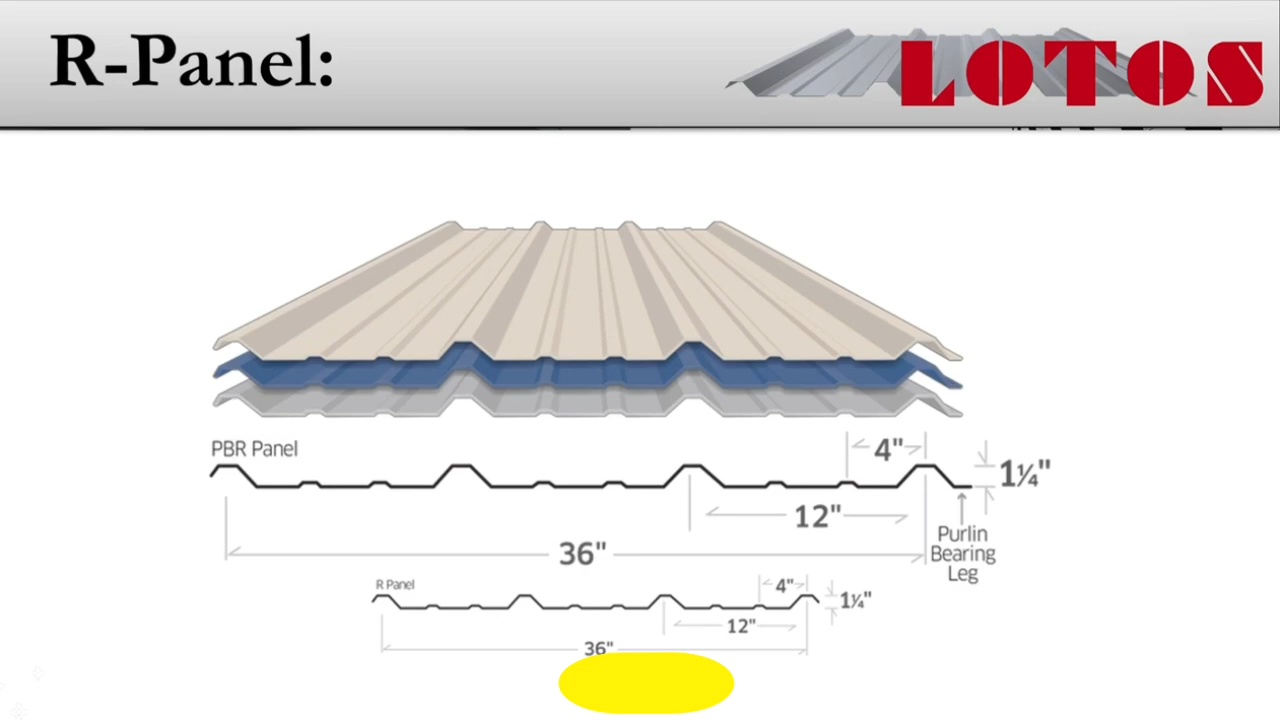 R-Panel:
LOTOS
PBR Panel
4"
1¼"
12"
Purlin
Bearing
Leg
36"
R Panel
4"
1¼"
12"
36"